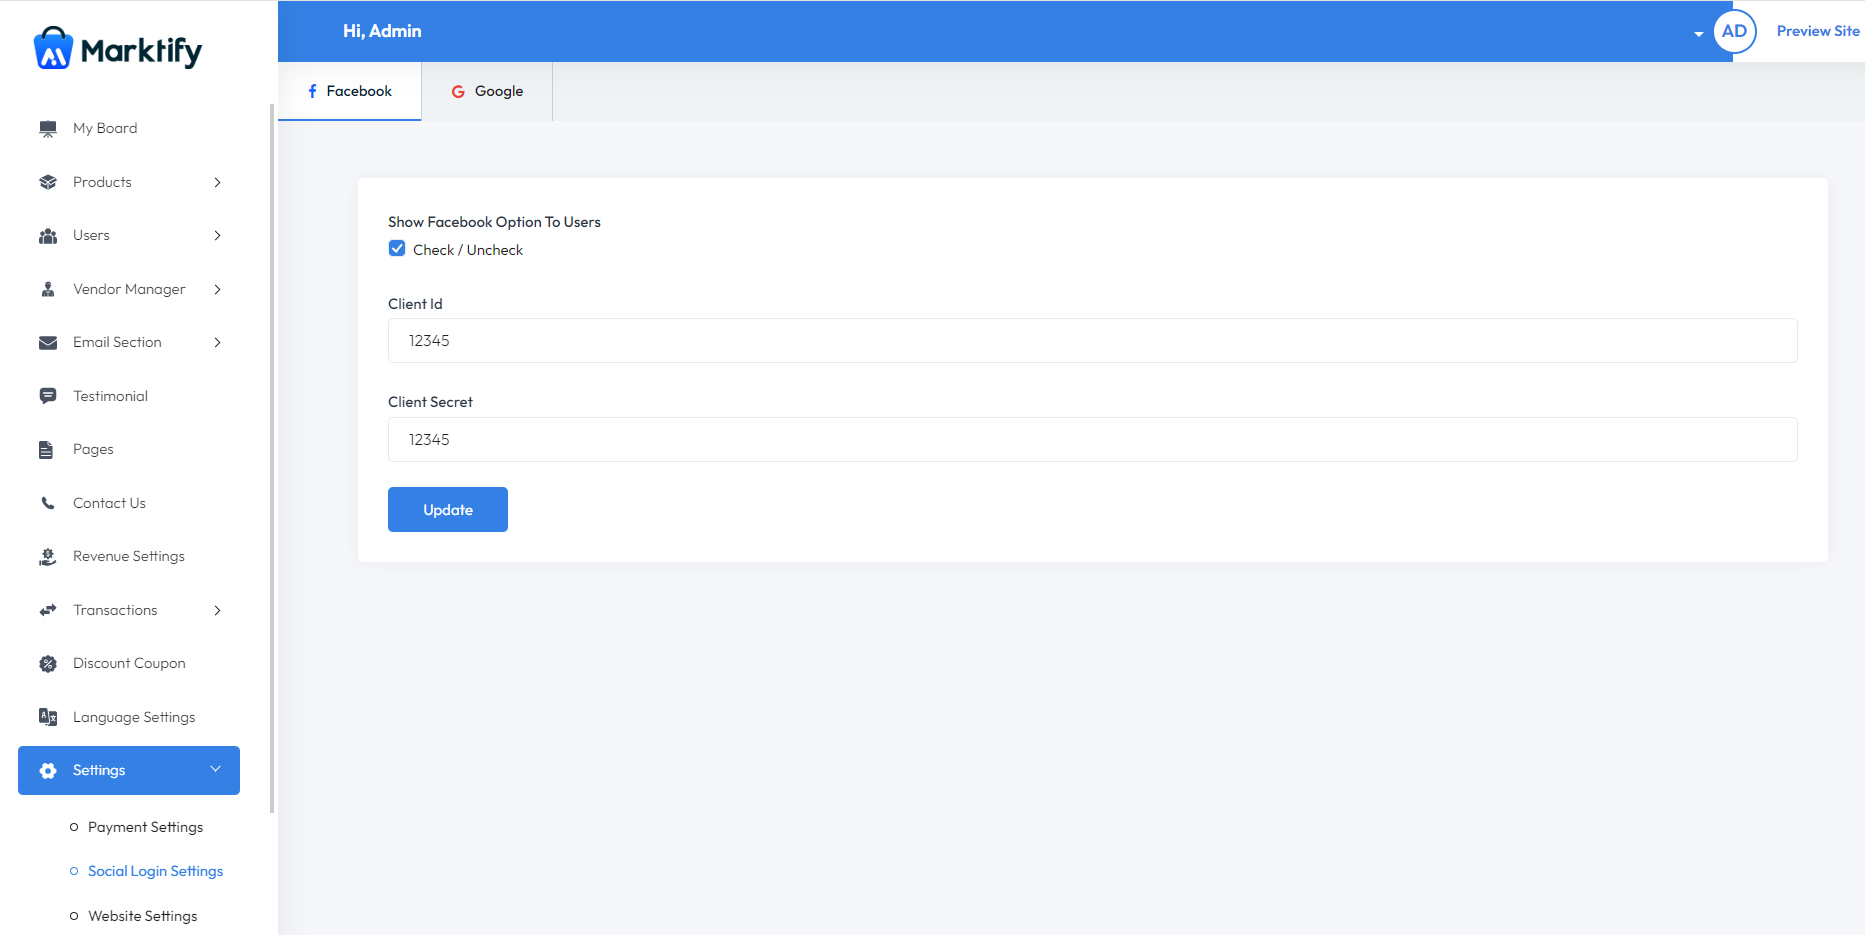 Marktify
Hi, Admin
AD
Preview Site
Facebook
Google
My Board
Products
Users
Vendor Manager
Email Section
Testimonial
Pages
Contact Us
Revenue Settings
Transactions
Discount Coupon
Language Settings
Settings
Payment Settings
Social Login Settings
Website Settings
Show Facebook Option To Users
Check / Uncheck
Client Id
12345
Client Secret
12345
Update